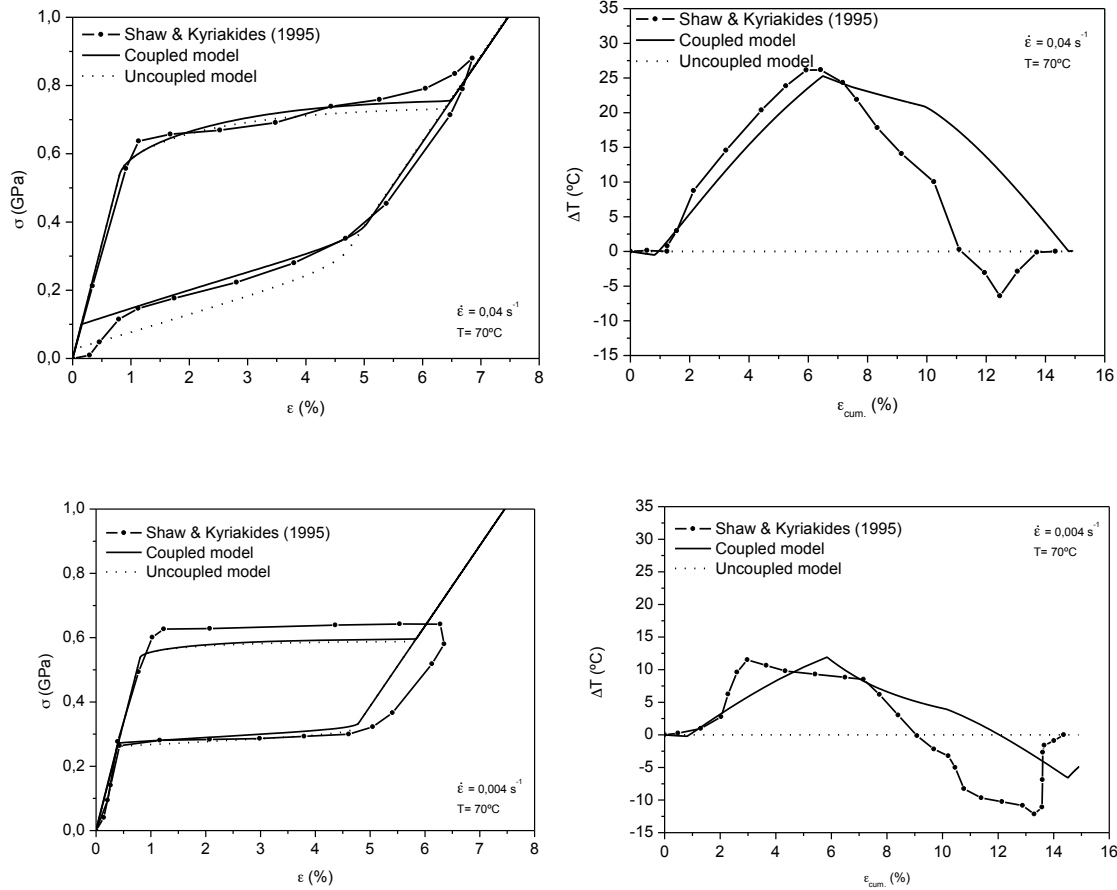 1,0
0,8
0,6
0,4
0,2
0,0
σ (GPa)
Shaw & Kyriakides (1995)
Coupled model
Uncoupled model
ε̇ = 0,04 s⁻¹
T= 70ºC
0 1 2 3 4 5 6 7 8
ε (%)
35
30
25
20
15
10
5
0
-5
-10
-15
ΔT (ºC)
Shaw & Kyriakides (1995)
Coupled model
Uncoupled model
ε̇ = 0,04 s⁻¹
T= 70ºC
0 2 4 6 8 10 12 14 16
εcum. (%)
1,0
0,8
0,6
0,4
0,2
0,0
σ (GPa)
Shaw & Kyriakides (1995)
Coupled model
Uncoupled model
ε̇ = 0,004 s⁻¹
T= 70ºC
0 1 2 3 4 5 6 7 8
ε (%)
35
30
25
20
15
10
5
0
-5
-10
-15
ΔT (ºC)
Shaw & Kyriakides (1995)
Coupled model
Uncoupled model
ε̇ = 0,004 s⁻¹
T= 70ºC
0 2 4 6 8 10 12 14 16
εcum. (%)